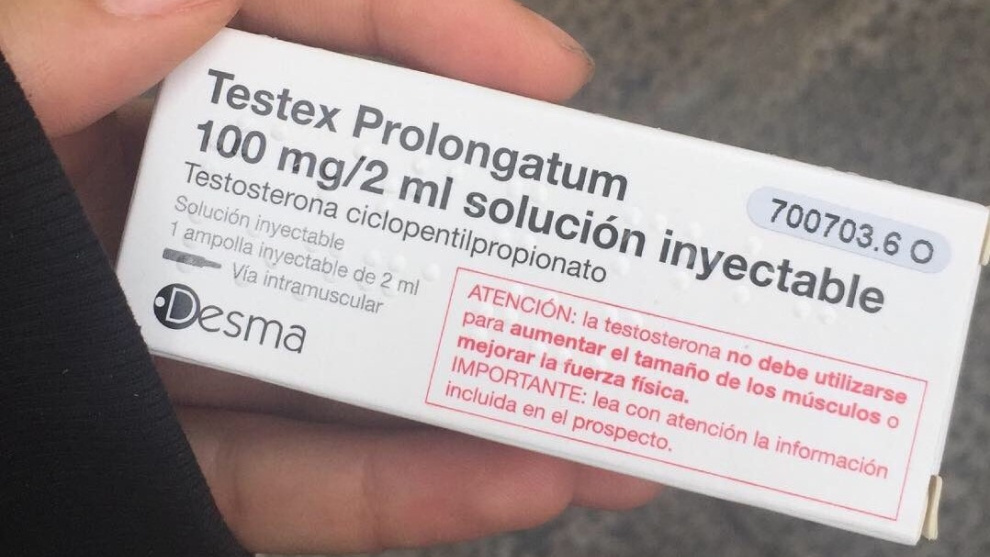 Testex Prolongatum
100 mg/2 ml solución inyectable
Testosterona ciclopentilpropionato
Solución inyectable
1 ampolla inyectable de 2 ml
Vía intramuscular
Desma
700703.6 O
ATENCIÓN: la testosterona no debe utilizarse
para aumentar el tamaño de los músculos o
mejorar la fuerza física.
IMPORTANTE: lea con atención la información
incluida en el prospecto.